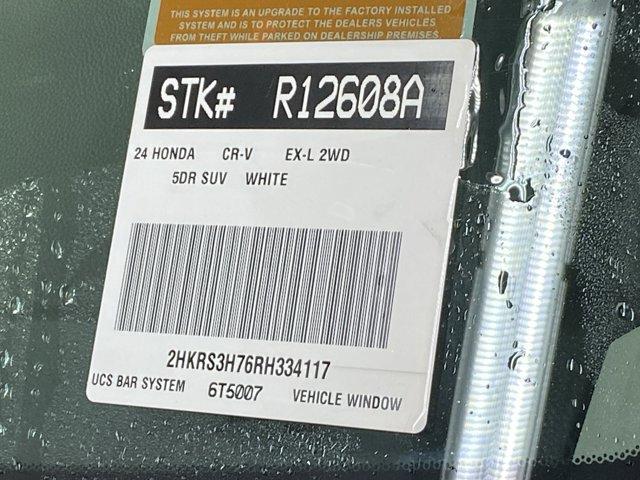 THIS SYSTEM IS AN UPGRADE TO THE FACTORY INSTALLED
SYSTEM AND IS TO PROTECT THE DEALERS VEHICLES
FROM THEFT WHILE PARKED ON DEALERSHIP PREMISES
STK# R12608A
24 HONDA CR-V EX-L 2WD
5DR SUV WHITE
2HKRS3H76RH334117
UCS BAR SYSTEM 6T5007 VEHICLE WINDOW